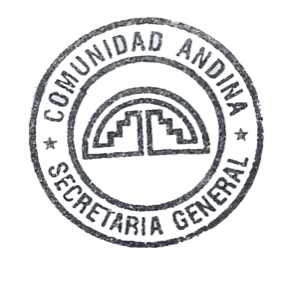 COMUNIDAD ANDINA
SECRETARIA GENERAL